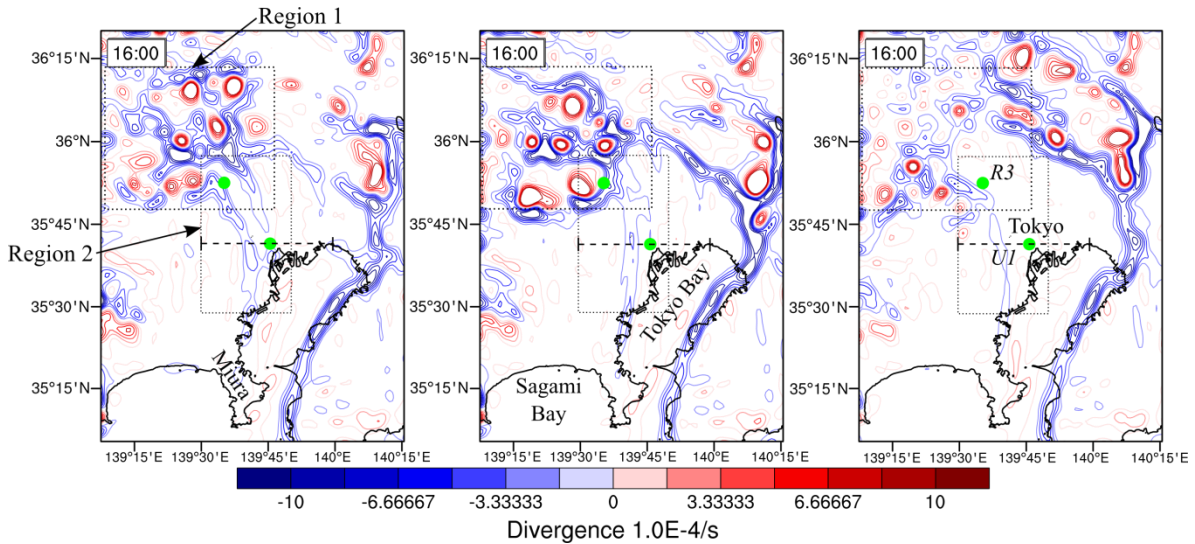 Region 1
16:00
16:00
16:00
36°15'N
36°15'N
36°15'N
36°N
36°N
36°N
R3
35°45'N
35°45'N
35°45'N
Region 2
Tokyo
U1
35°30'N
35°30'N
35°30'N
Tokyo Bay
35°15'N
35°15'N
35°15'N
Miura
Sagami
Bay
139°15'E 139°30'E 139°45'E 140°E 140°15'E
139°15'E 139°30'E 139°45'E 140°E 140°15'E
139°15'E 139°30'E 139°45'E 140°E 140°15'E
-10 -6.66667 -3.33333 0 3.33333 6.66667 10
Divergence 1.0E-4/s